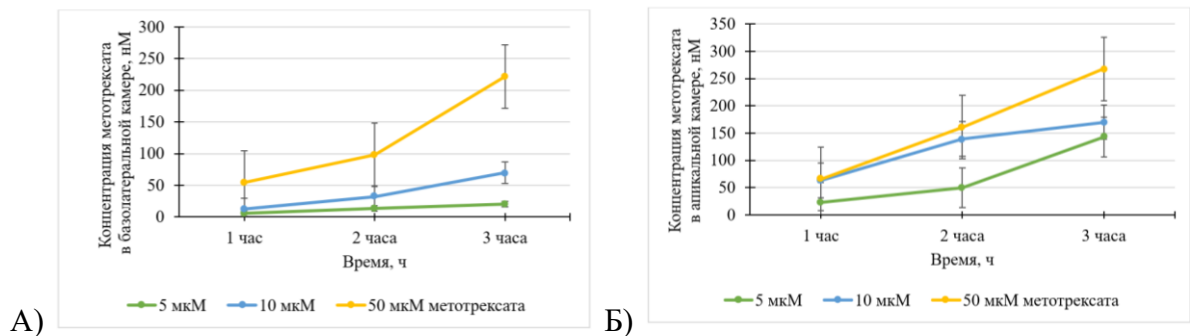 А)
Концентрация метотрексата
в базолатеральной камере, нМ
300
250
200
150
100
50
0
1 час
2 часа
3 часа
Время, ч
5 мкМ
10 мкМ
50 мкМ метотрексата
Б)
Концентрация метотрексата
в апикальной камере, нМ
350
300
250
200
150
100
50
0
1 час
2 часа
3 часа
Время, ч
5 мкМ
10 мкМ
50 мкМ метотрексата